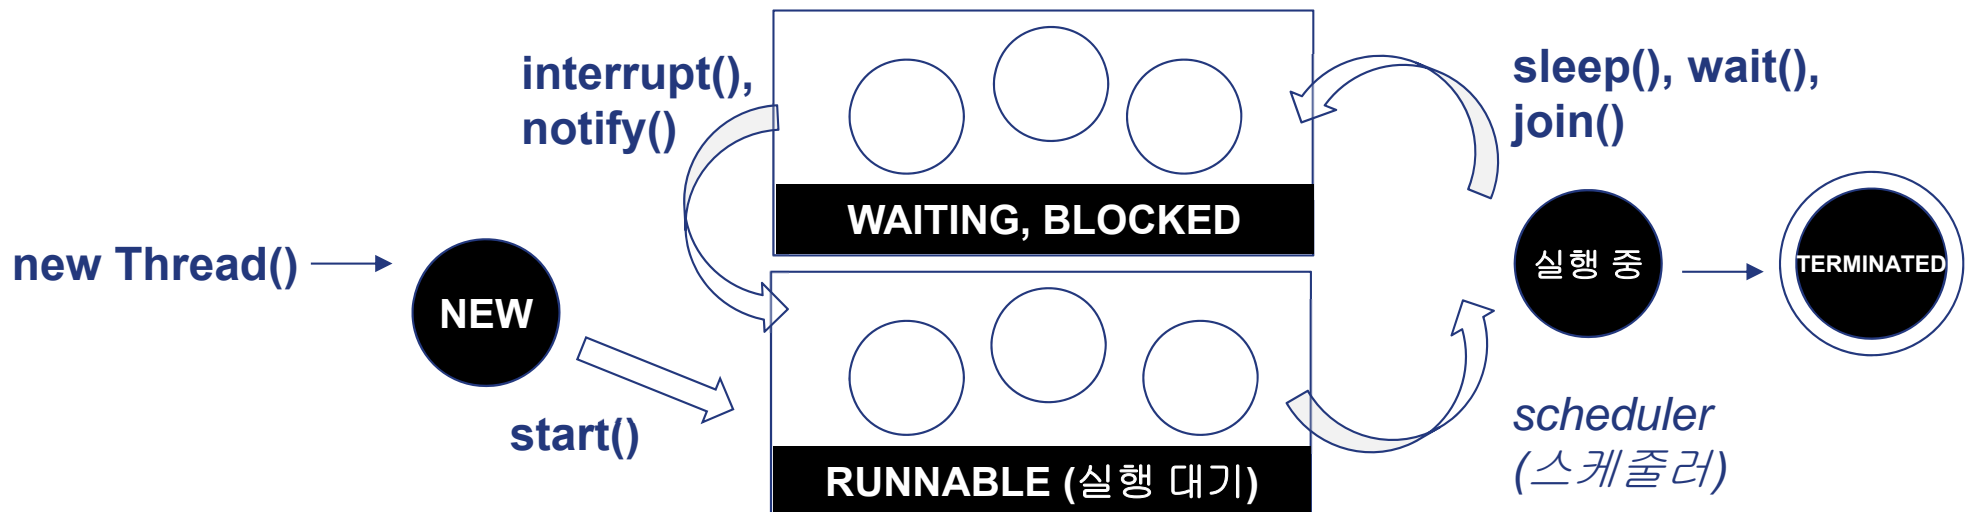 new Thread()
NEW
start()
interrupt(),
notify()
WAITING, BLOCKED
RUNNABLE (실행 대기)
sleep(), wait(),
join()
실행 중
TERMINATED
scheduler
(스케줄러)